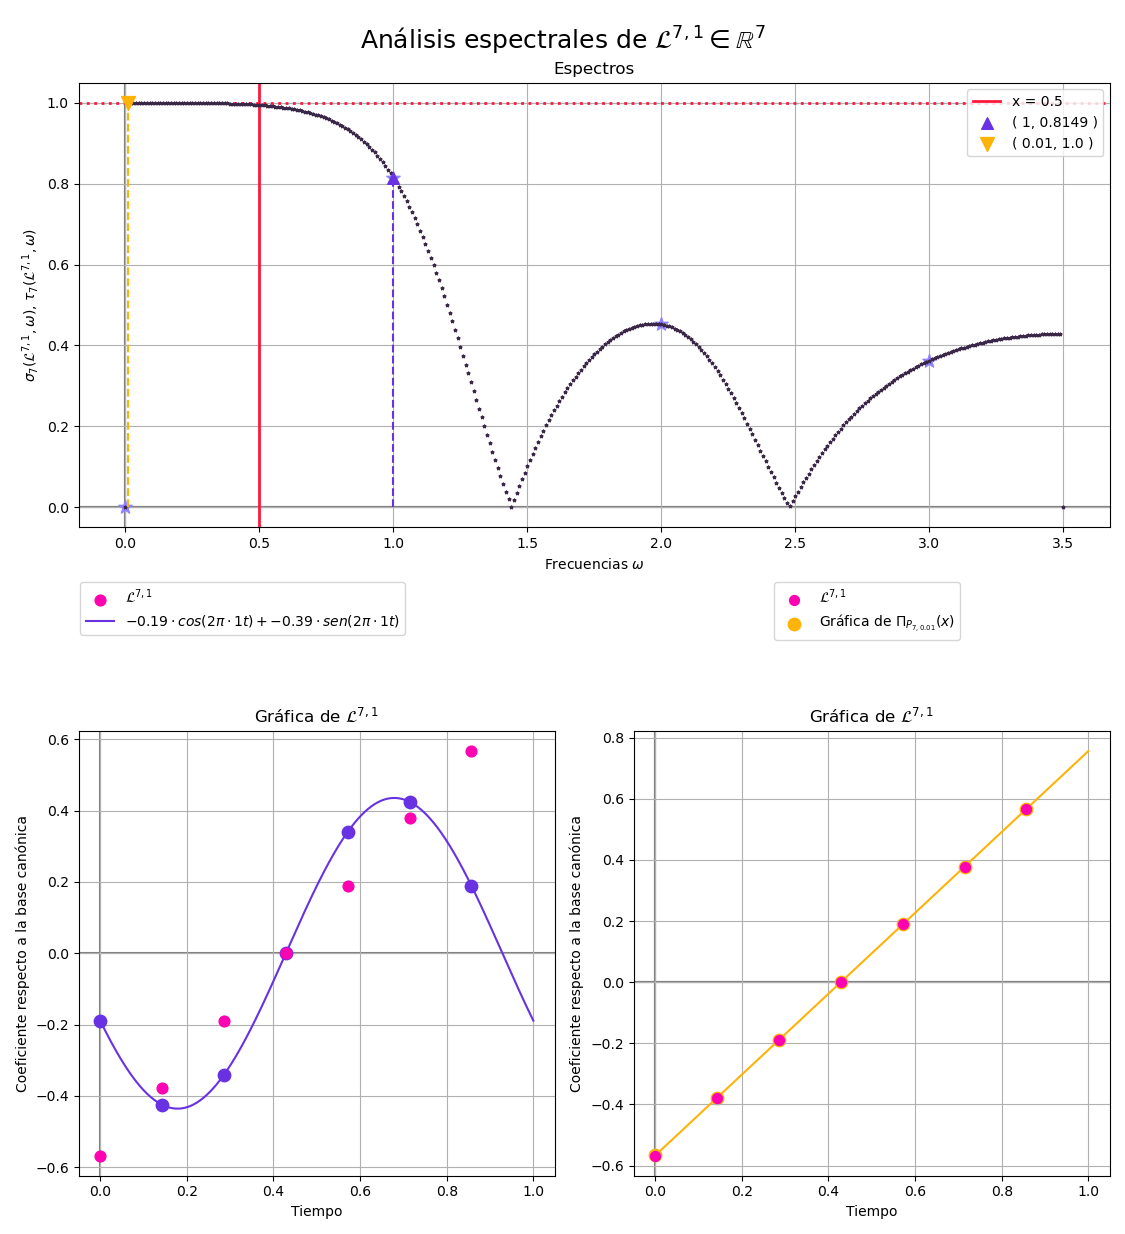 Análisis espectrales de 𝓛^{7,1} ∈ ℝ^7
Espectros
1.0
0.8
0.6
0.4
0.2
0.0
σ_7(𝓛^{7,1}, ω), τ_7(𝓛^{7,1}, ω)
x = 0.5
( 1, 0.8149 )
( 0.01, 1.0 )
0.0 0.5 1.0 1.5 2.0 2.5 3.0 3.5
Frecuencias ω
𝓛^{7,1}
−0.19 · cos(2π · 1t) + −0.39 · sen(2π · 1t)
𝓛^{7,1}
Gráfica de Π_{P_{7,0.01}}(x)
Gráfica de 𝓛^{7,1}
0.6
0.4
0.2
0.0
−0.2
−0.4
−0.6
Coeficiente respecto a la base canónica
0.0 0.2 0.4 0.6 0.8 1.0
Tiempo
Gráfica de 𝓛^{7,1}
0.8
0.6
0.4
0.2
0.0
−0.2
−0.4
−0.6
Coeficiente respecto a la base canónica
0.0 0.2 0.4 0.6 0.8 1.0
Tiempo